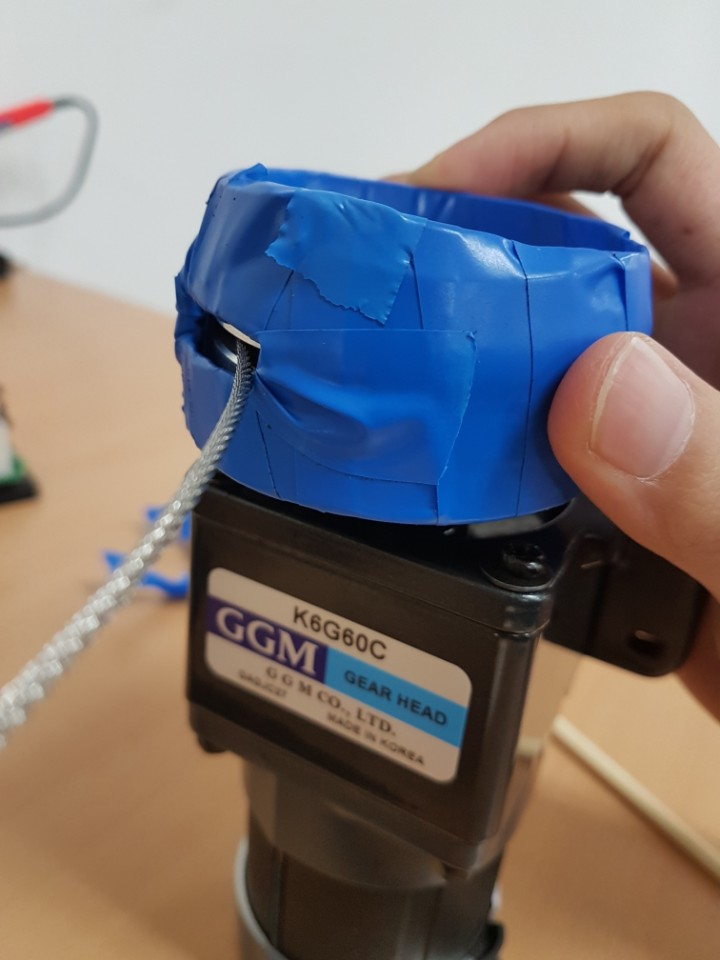 K6G60C
GGM
GEAR HEAD
G G M CO., LTD.
MADE IN KOREA